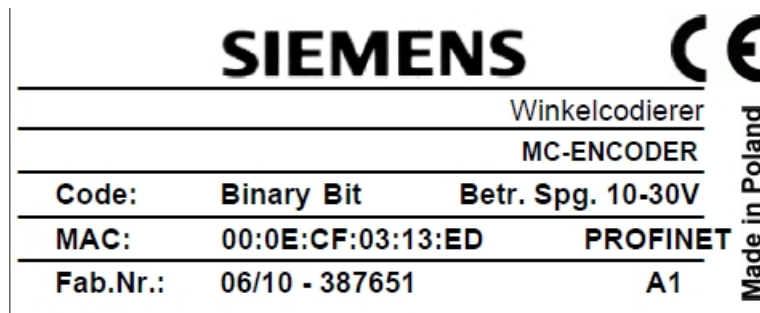 SIEMENS CE
Winkelcodierer
MC-ENCODER
Code: Binary Bit Betr. Spg. 10-30V
MAC: 00:0E:CF:03:13:ED PROFINET
Fab.Nr.: 06/10 - 387651 A1
Made in Poland